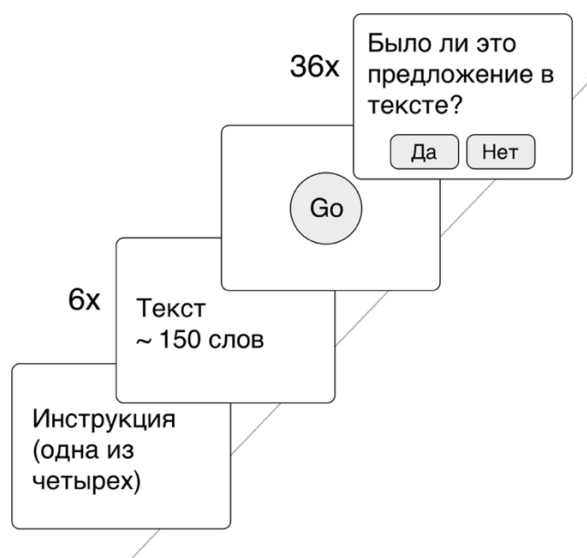 36x
Было ли это
предложение в
тексте?
Да
Нет
Go
6x
Текст
~ 150 слов
Инструкция
(одна из
четырех)